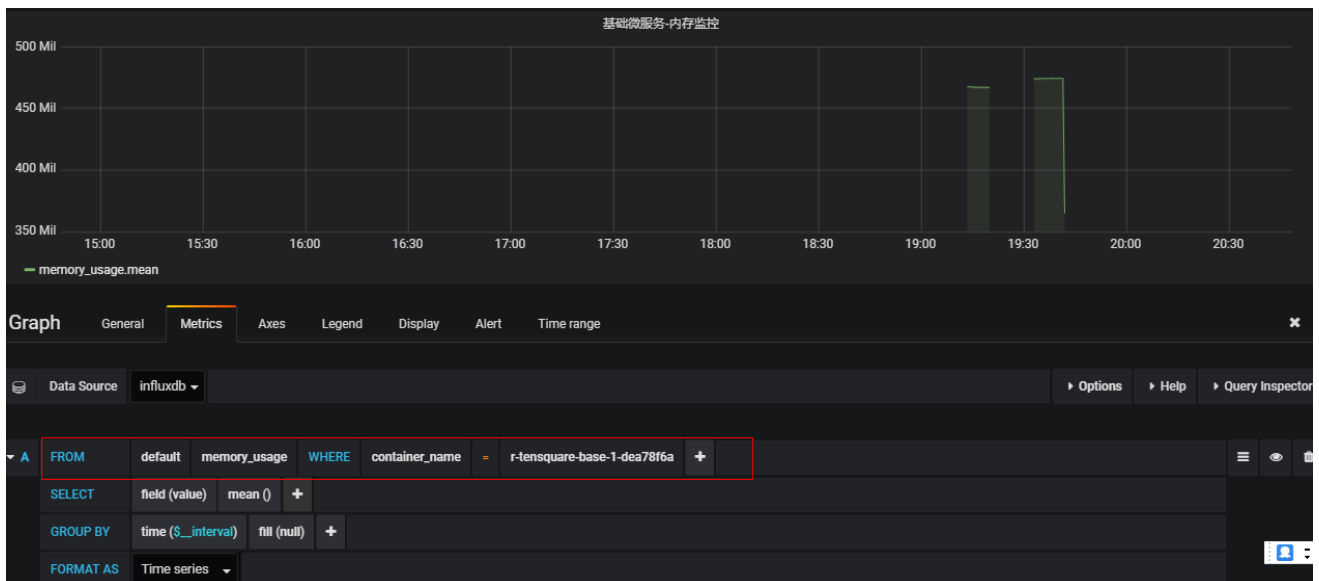 基础微服务-内存监控
500 Mil
450 Mil
400 Mil
350 Mil
15:00 15:30 16:00 16:30 17:00 17:30 18:00 18:30 19:00 19:30 20:00 20:30
memory_usage.mean
Graph General Metrics Axes Legend Display Alert Time range
Data Source influxdb Options Help Query Inspector
A FROM default memory_usage WHERE container_name = r-tensquare-base-1-dea78f6a +
SELECT field (value) mean () +
GROUP BY time ($__interval) fill (null) +
FORMAT AS Time series